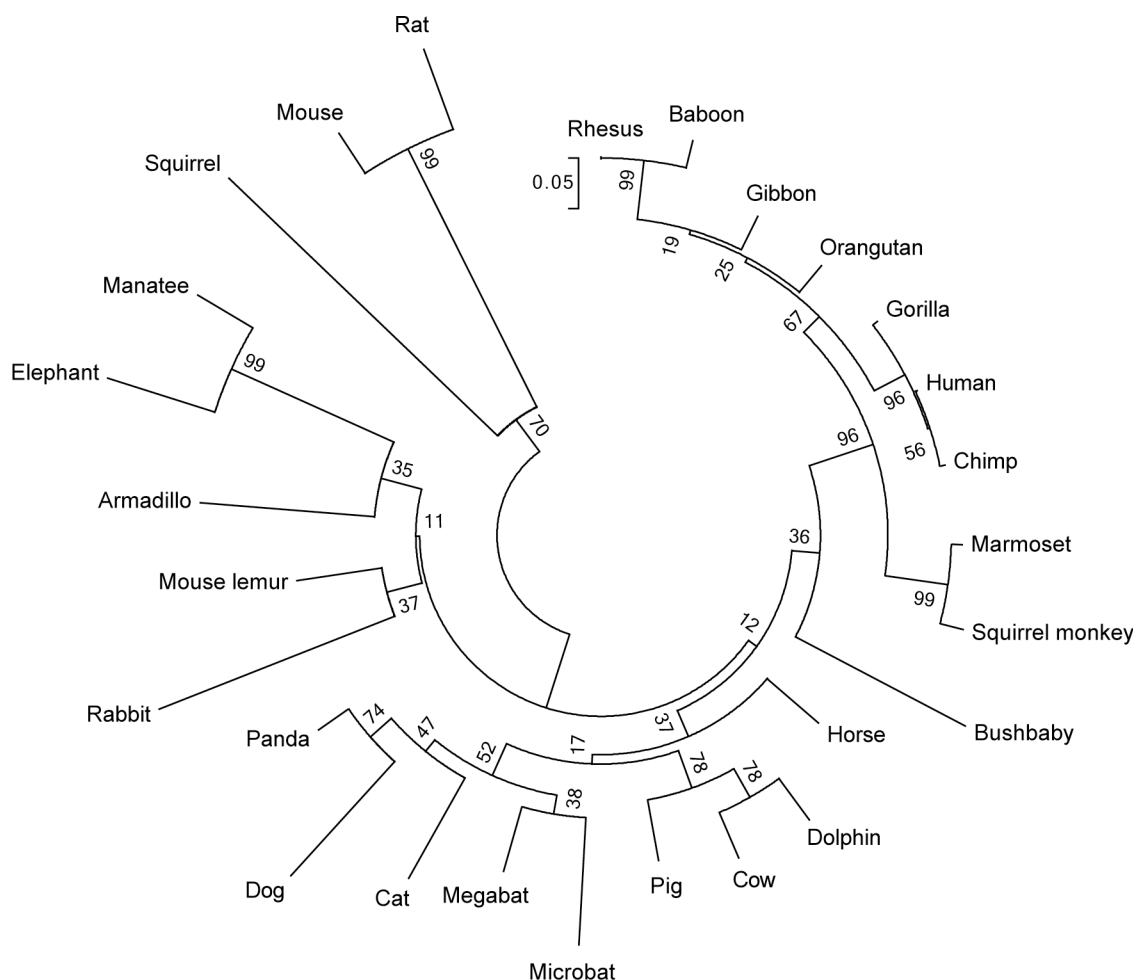 Rat
Mouse
99
Squirrel
Rhesus
Baboon
0.05
99
Gibbon
19
25
Orangutan
Manatee
99
Gorilla
67
Elephant
Human
96
70
96
56
Chimp
35
Armadillo
11
36
Marmoset
Mouse lemur
37
99
Squirrel monkey
12
Rabbit
37
Horse
Bushbaby
74
47
Panda
52
17
78
78
38
Dolphin
Dog
Cat
Megabat
Pig
Cow
Microbat